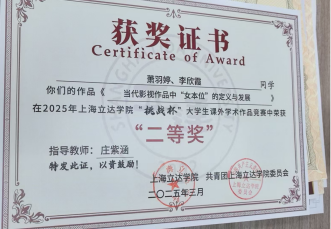 获奖证书
Certificate of Award
萧羽婷、李欣霞 同学
你们的作品《 当代影视作品中“女本位”的定义与发展 》
在2025年上海立达学院“挑战杯”大学生课外学术作品竞赛中荣获
“二等奖”
指导教师：庄紫涵
特发此证，以资鼓励！
上海立达学院 共青团上海立达学院委员会
二〇二五年三月